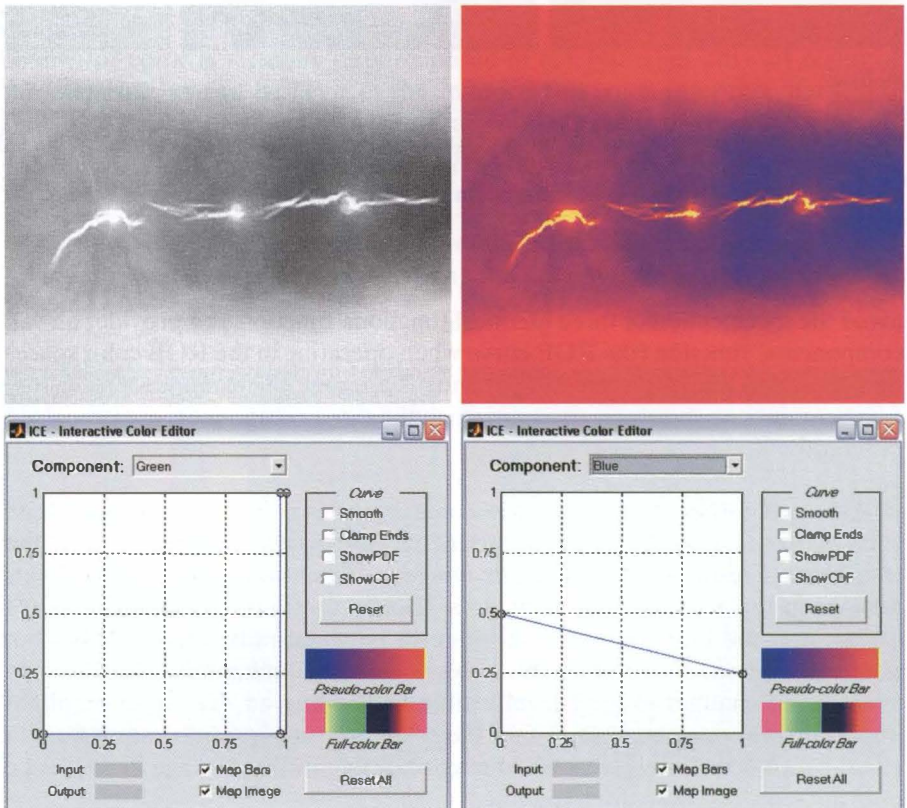 ICE - Interactive Color Editor
Component: Green
1
0.75
0.5
0.25
0
0 0.25 0.5 0.75 1
Curve
Smooth
Clamp Ends
ShowPDF
ShowCDF
Reset
Pseudo-color Bar
Full-color Bar
Input:
Output:
Map Bars
Map Image
Reset All
ICE - Interactive Color Editor
Component: Blue
1
0.75
0.5
0.25
0
0 0.25 0.5 0.75 1
Curve
Smooth
Clamp Ends
ShowPDF
ShowCDF
Reset
Pseudo-color Bar
Full-color Bar
Input:
Output:
Map Bars
Map Image
Reset All